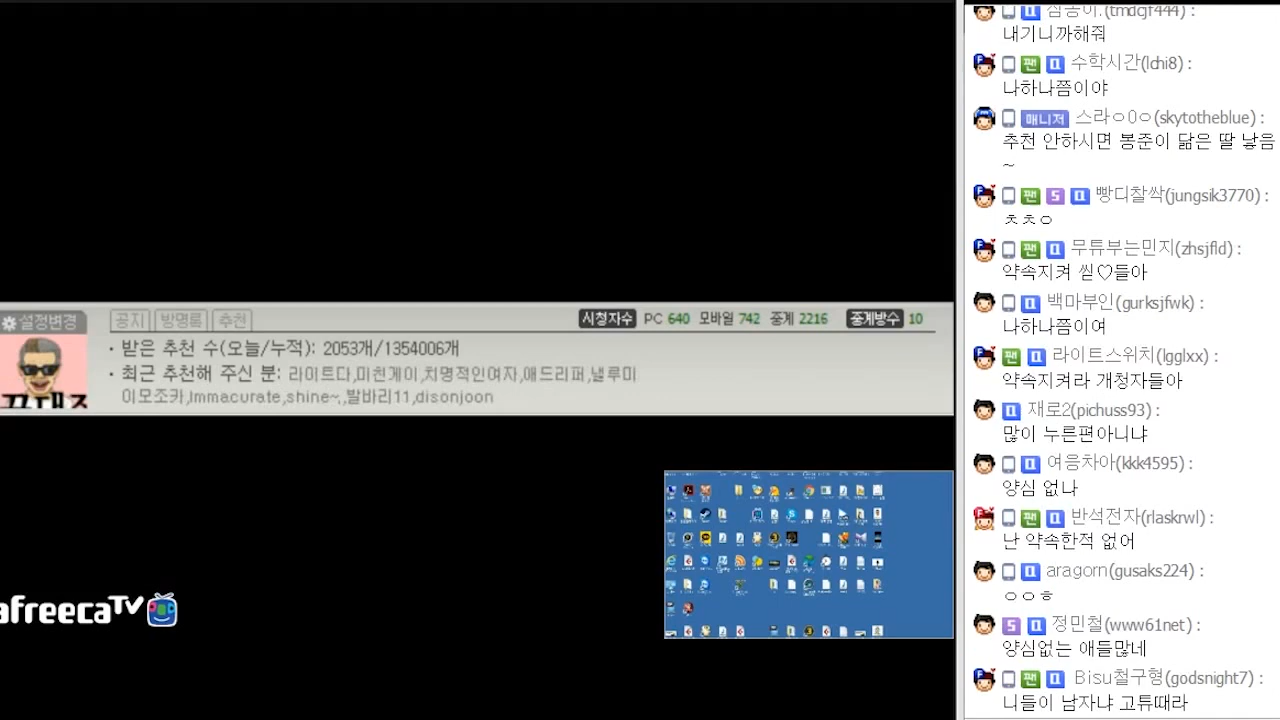 설정변경
공지 방명록 추천
시청자수 PC 640 모바일 742 중계 2216 중계방수 10
· 받은 추천 수(오늘/누적): 2053개/1354006개
· 최근 추천해 주신 분: 라이트다,미친게이,치명적인여자,애드리퍼,낼루미
이모조카,Immacurate,shine~,,발바리11,disonjoon
afreecaTV
(tmdgjf444) :
내기니까해줘
팬 수학시간(lchi8) :
나하나쯤이야
매니저 스라ㅇ0ㅇ(skytotheblue) :
추천 안하시면 봉준이 닮은 딸 낳음
~
팬 S 빵디찰싹(jungsik3770) :
ㅊㅊㅇ
팬 무튜부는민지(zhsjfld) :
약속지켜 씯♡들아
백마부인(gurksjfwk) :
나하나쯤이여
팬 라이트스위치(lgglxx) :
약속지켜라 개청자들아
재로2(pichuss93) :
많이 누른편아니냐
여응차아(kkk4595) :
양심 없나
팬 반석전자(rlaskrwl) :
난 약속한적 없어
aragorn(gusaks224) :
ㅇㅇㅎ
S 정민철(www61net) :
양심없는 애들많네
팬 Bisu철구형(godsnight7) :
니들이 남자냐 고튜때라